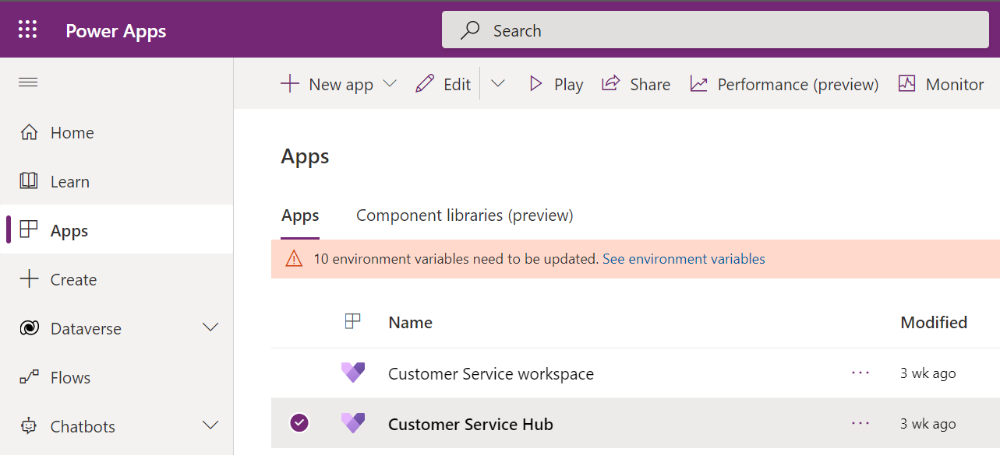 Power Apps
Search
New app
Edit
Play
Share
Performance (preview)
Monitor
Home
Learn
Apps
Create
Dataverse
Flows
Chatbots
Apps
Apps
Component libraries (preview)
10 environment variables need to be updated. See environment variables
Name
Modified
Customer Service workspace
...
3 wk ago
Customer Service Hub
...
3 wk ago